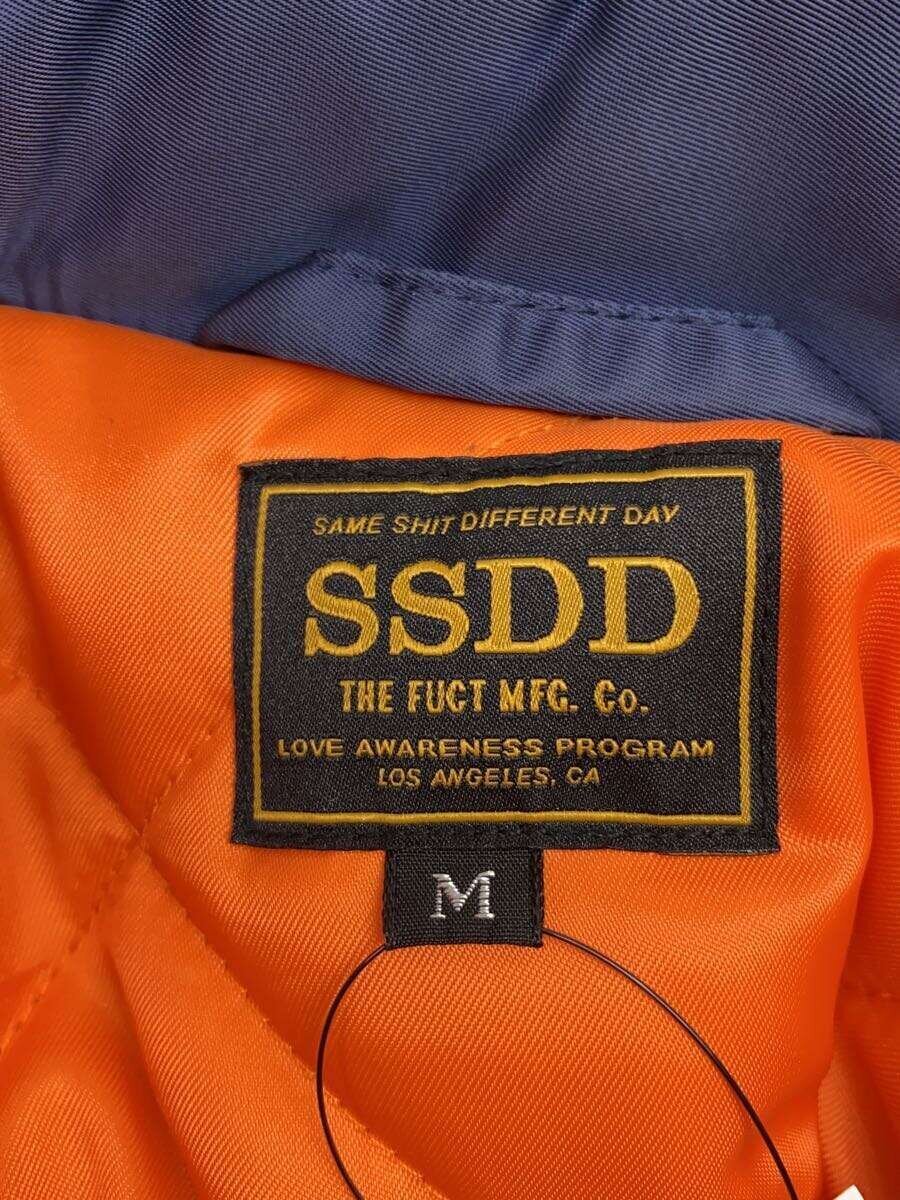 SAME SHIT DIFFERENT DAY
SSDD
THE FUCT MFG. Co.
LOVE AWARENESS PROGRAM
LOS ANGELES, CA
M